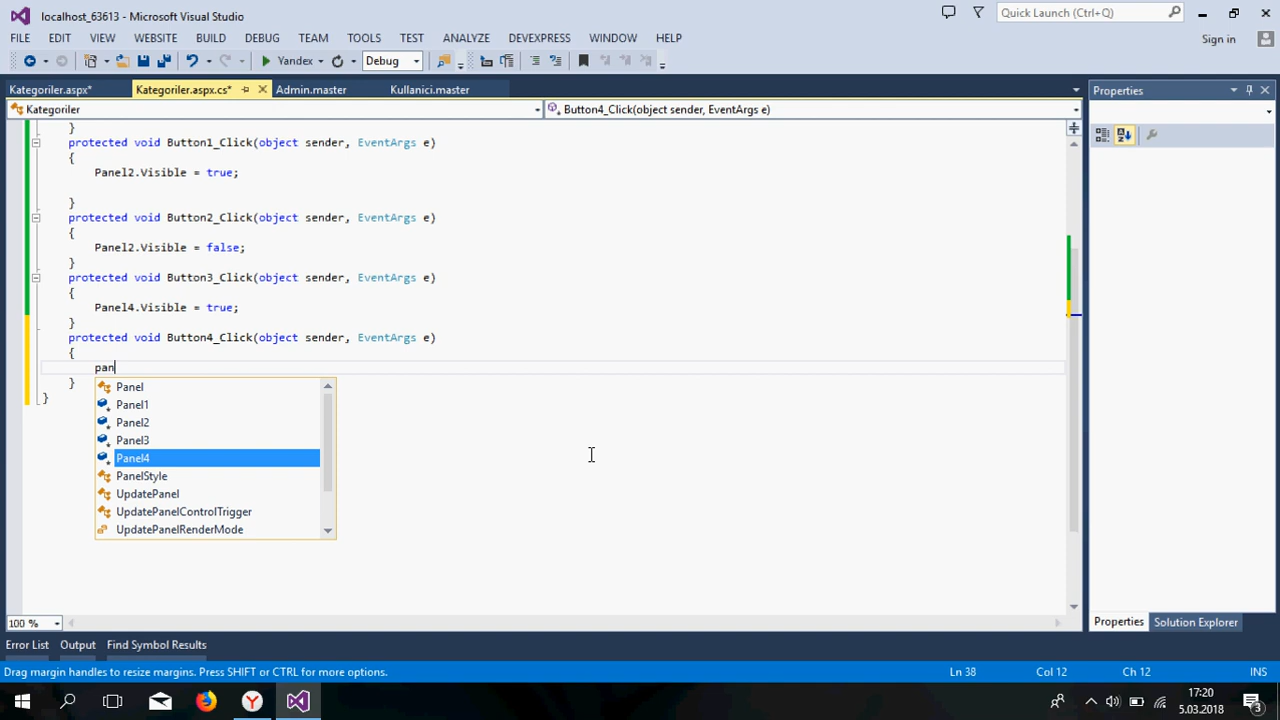 localhost_63613 - Microsoft Visual Studio
Quick Launch (Ctrl+Q)
FILE EDIT VIEW WEBSITE BUILD DEBUG TEAM TOOLS TEST ANALYZE DEVEXPRESS WINDOW HELP
Sign in
Yandex Debug
Kategoriler.aspx* Kategoriler.aspx.cs* Admin.master Kullanici.master
Properties
Kategoriler
Button4_Click(object sender, EventArgs e)
}
protected void Button1_Click(object sender, EventArgs e)
{
Panel2.Visible = true;
}
protected void Button2_Click(object sender, EventArgs e)
{
Panel2.Visible = false;
}
protected void Button3_Click(object sender, EventArgs e)
{
Panel4.Visible = true;
}
protected void Button4_Click(object sender, EventArgs e)
{
pan
}
}
Panel
Panel1
Panel2
Panel3
Panel4
PanelStyle
UpdatePanel
UpdatePanelControlTrigger
UpdatePanelRenderMode
100 %
Properties Solution Explorer
Error List Output Find Symbol Results
Drag margin handles to resize margins. Press SHIFT or CTRL for more options.
Ln 38 Col 12 Ch 12 INS
17:20
5.03.2018
3